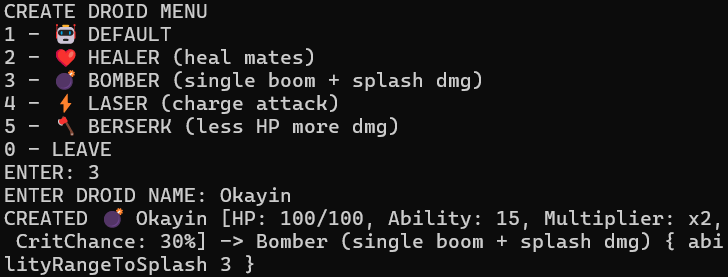 CREATE DROID MENU
1 - 🤖 DEFAULT
2 - ❤️ HEALER (heal mates)
3 - 💣 BOMBER (single boom + splash dmg)
4 - ⚡ LASER (charge attack)
5 - 🪓 BERSERK (less HP more dmg)
0 - LEAVE
ENTER: 3
ENTER DROID NAME: Okayin
CREATED 💣 Okayin [HP: 100/100, Ability: 15, Multiplier: x2,
 CritChance: 30%] -> Bomber (single boom + splash dmg) { abi
lityRangeToSplash 3 }